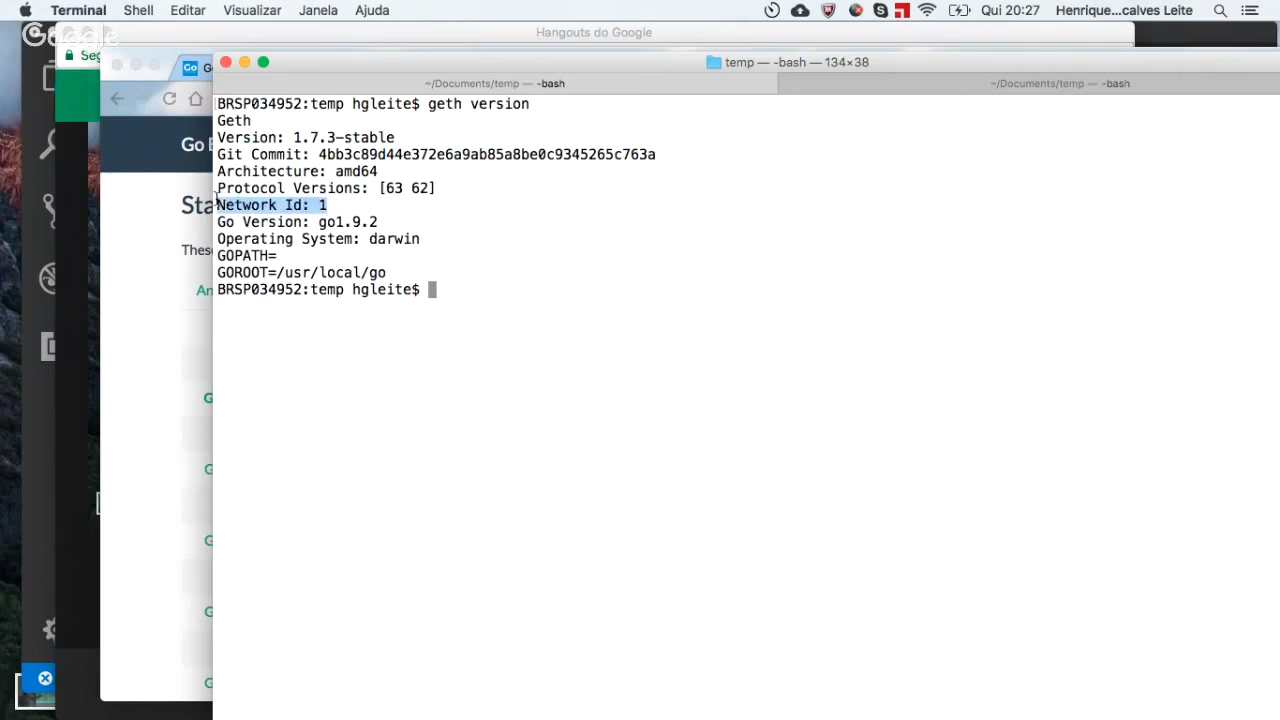 Terminal Shell Editar Visualizar Janela Ajuda Qui 20:27 Henrique...calves Leite
Google
Hangouts do Google
temp — -bash — 134×38
~/Documents/temp — -bash
~/Documents/temp — -bash
Go
BRSP034952:temp hgleite$ geth version
Geth
Version: 1.7.3-stable
Git Commit: 4bb3c89d44e372e6a9ab85a8be0c9345265c763a
Architecture: amd64
Protocol Versions: [63 62]
Network Id: 1
Go Version: go1.9.2
Operating System: darwin
GOPATH=
GOROOT=/usr/local/go
BRSP034952:temp hgleite$
Go
Sta
These